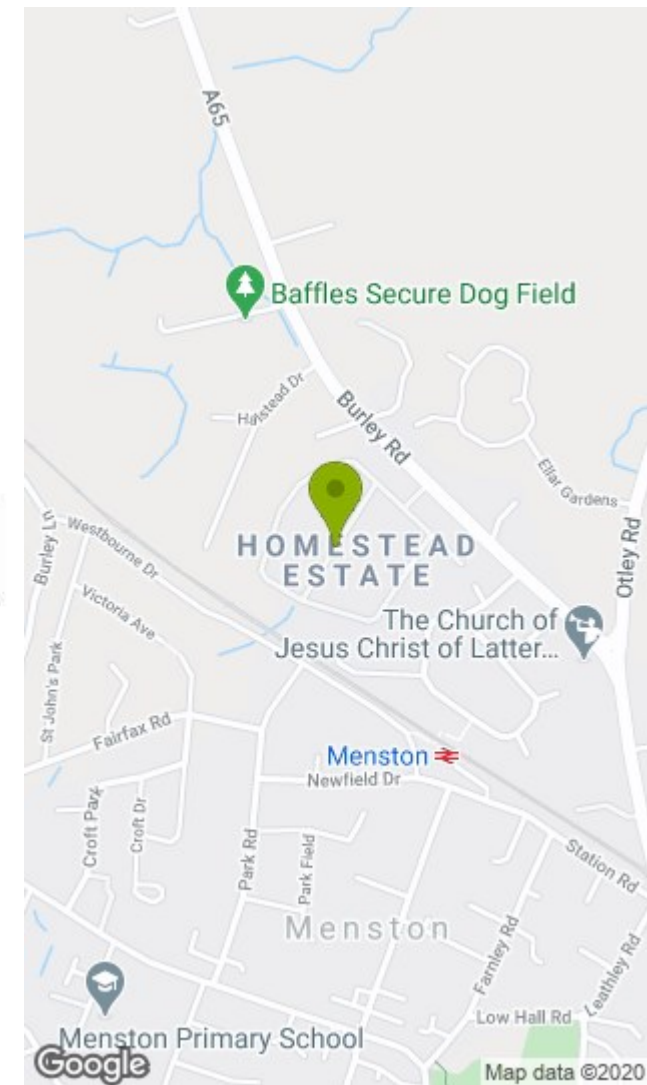 A65
Baffles Secure Dog Field
Halstead Dr
Burley Rd
Ellar Gardens
Otley Rd
HOMESTEAD
ESTATE
Burley Ln
Westbourne Dr
Victoria Ave
St John's Park
The Church of
Jesus Christ of Latter...
Fairfax Rd
Menston
Newfield Dr
Croft Park
Croft Dr
Park Rd
Park Field
Station Rd
Menston
Farnley Rd
Leathley Rd
Low Hall Rd
Menston Primary School
Google
Map data ©2020